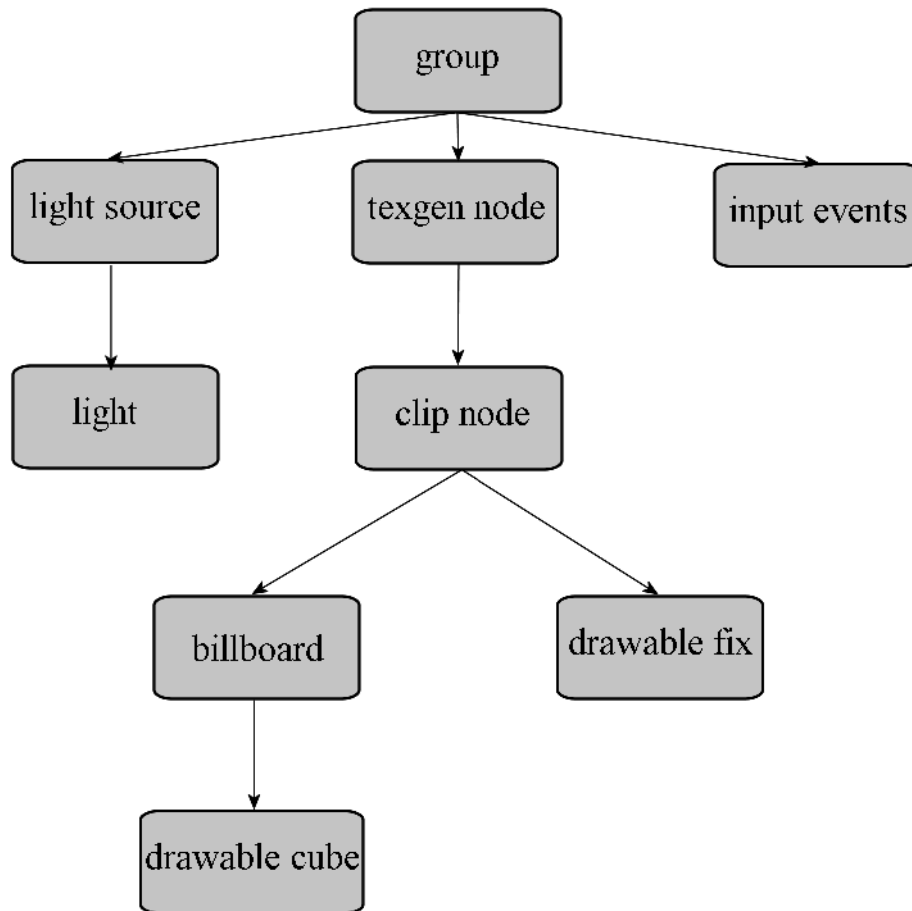 group
light source
texgen node
input events
light
clip node
billboard
drawable fix
drawable cube